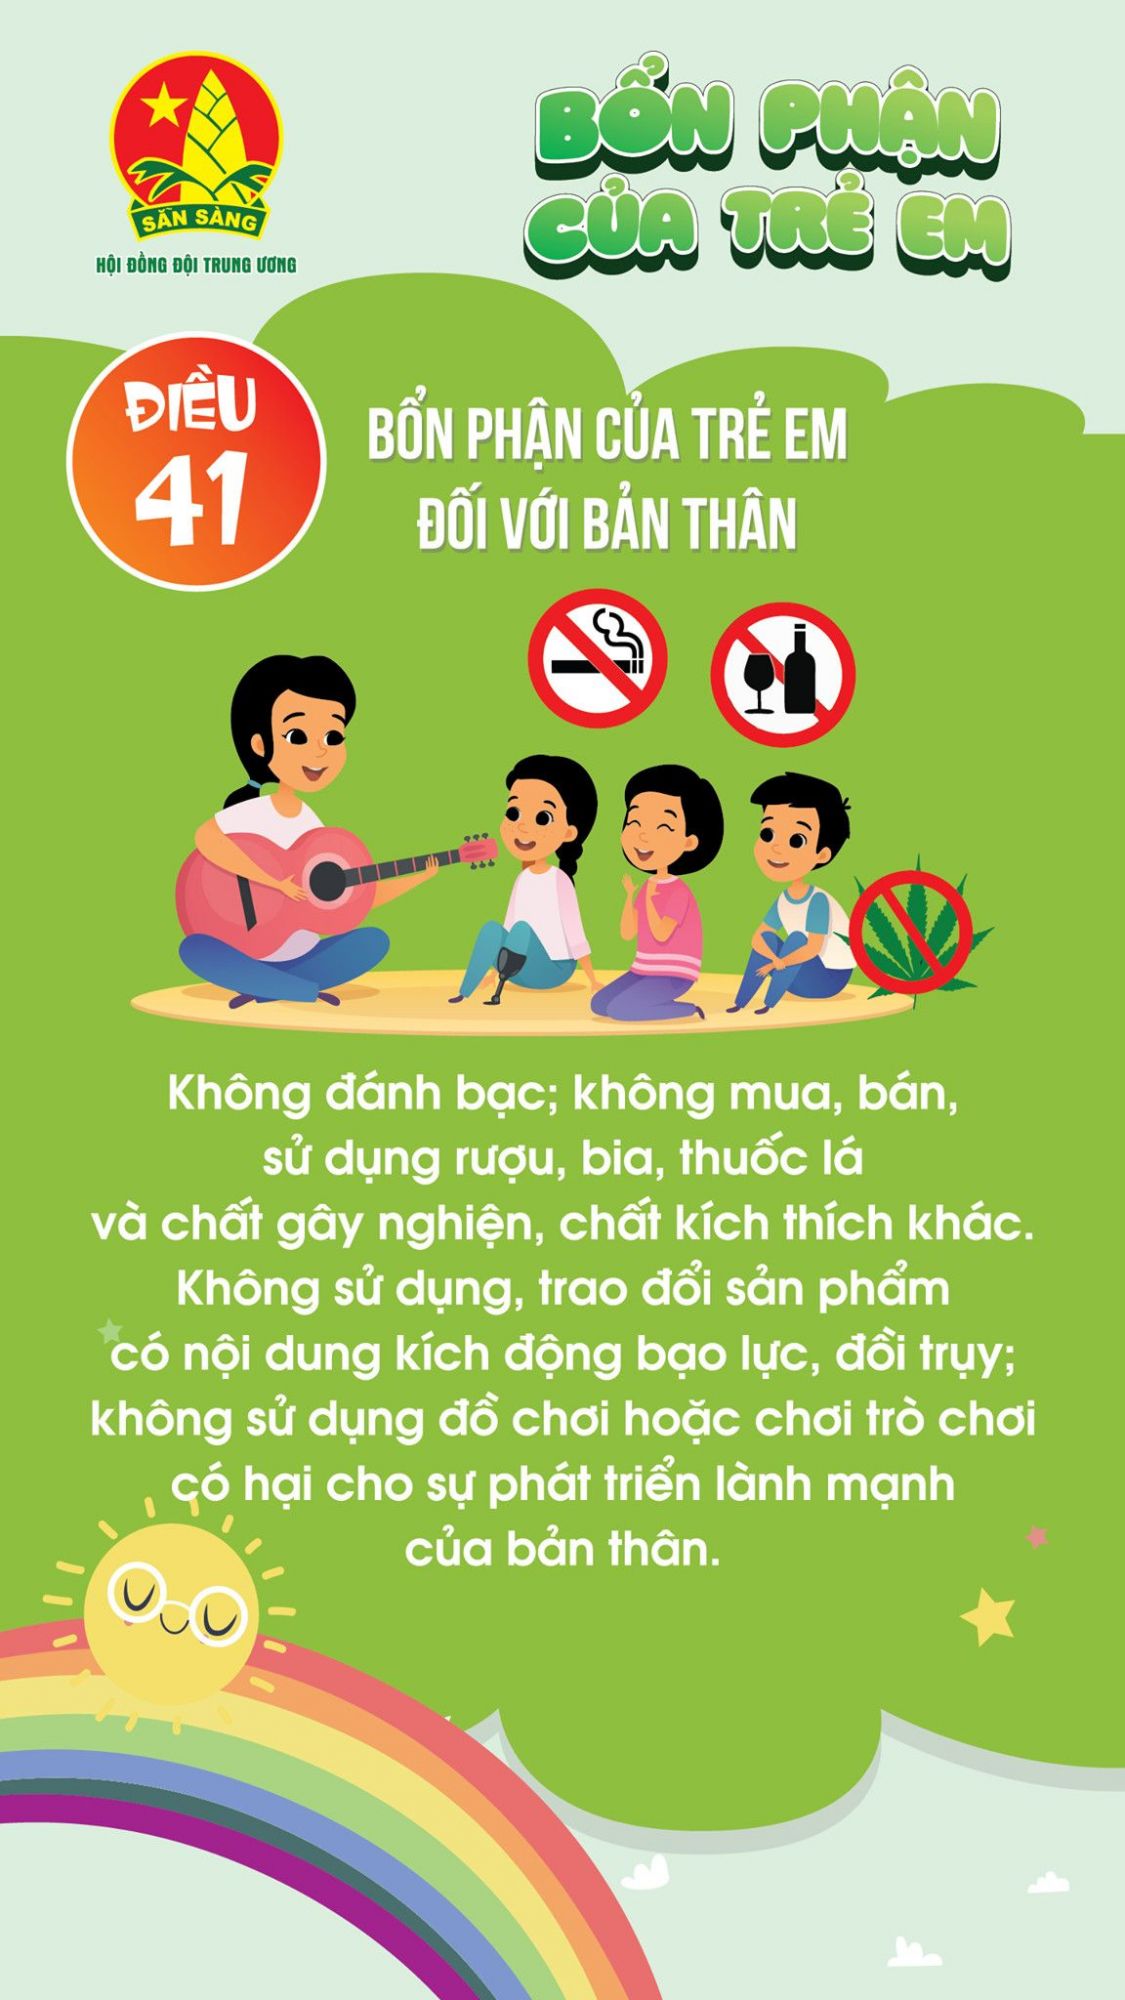 SẴN SÀNG
HỘI ĐỒNG ĐỘI TRUNG ƯƠNG
BỔN PHẬN
CỦA TRẺ EM
ĐIỀU
41
BỔN PHẬN CỦA TRẺ EM
ĐỐI VỚI BẢN THÂN
Không đánh bạc; không mua, bán,
sử dụng rượu, bia, thuốc lá
và chất gây nghiện, chất kích thích khác.
Không sử dụng, trao đổi sản phẩm
có nội dung kích động bạo lực, đồi trụy;
không sử dụng đồ chơi hoặc chơi trò chơi
có hại cho sự phát triển lành mạnh
của bản thân.